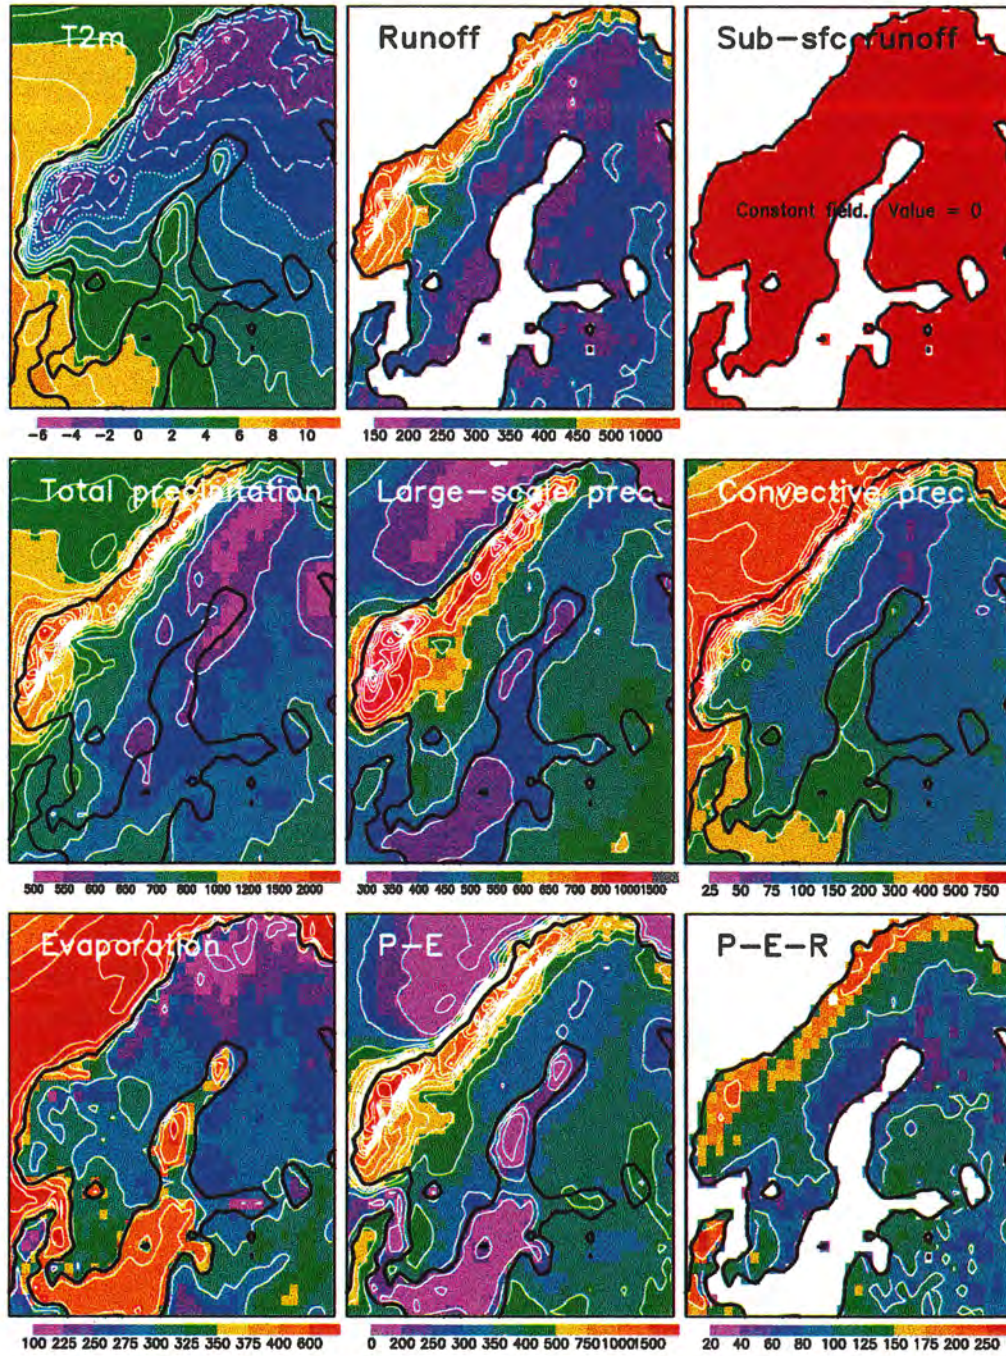 T2m Runoff Sub-sfc runoff
Constant field. Value = 0
-6 -4 -2 0 2 4 6 8 10
150 200 250 300 350 400 450 500 1000
Total precipitation Large-scale prec. Convective prec.
500 550 600 650 700 800 1000 1200 1500 2000
300 350 400 450 500 550 600 650 700 800 1000 1500
25 50 75 100 150 200 300 400 500 750
Evaporation P-E P-E-R
100 225 250 275 300 325 350 375 400 600
0 200 250 300 350 400 500 750 1000 1500
20 40 60 80 100 125 150 175 200 250